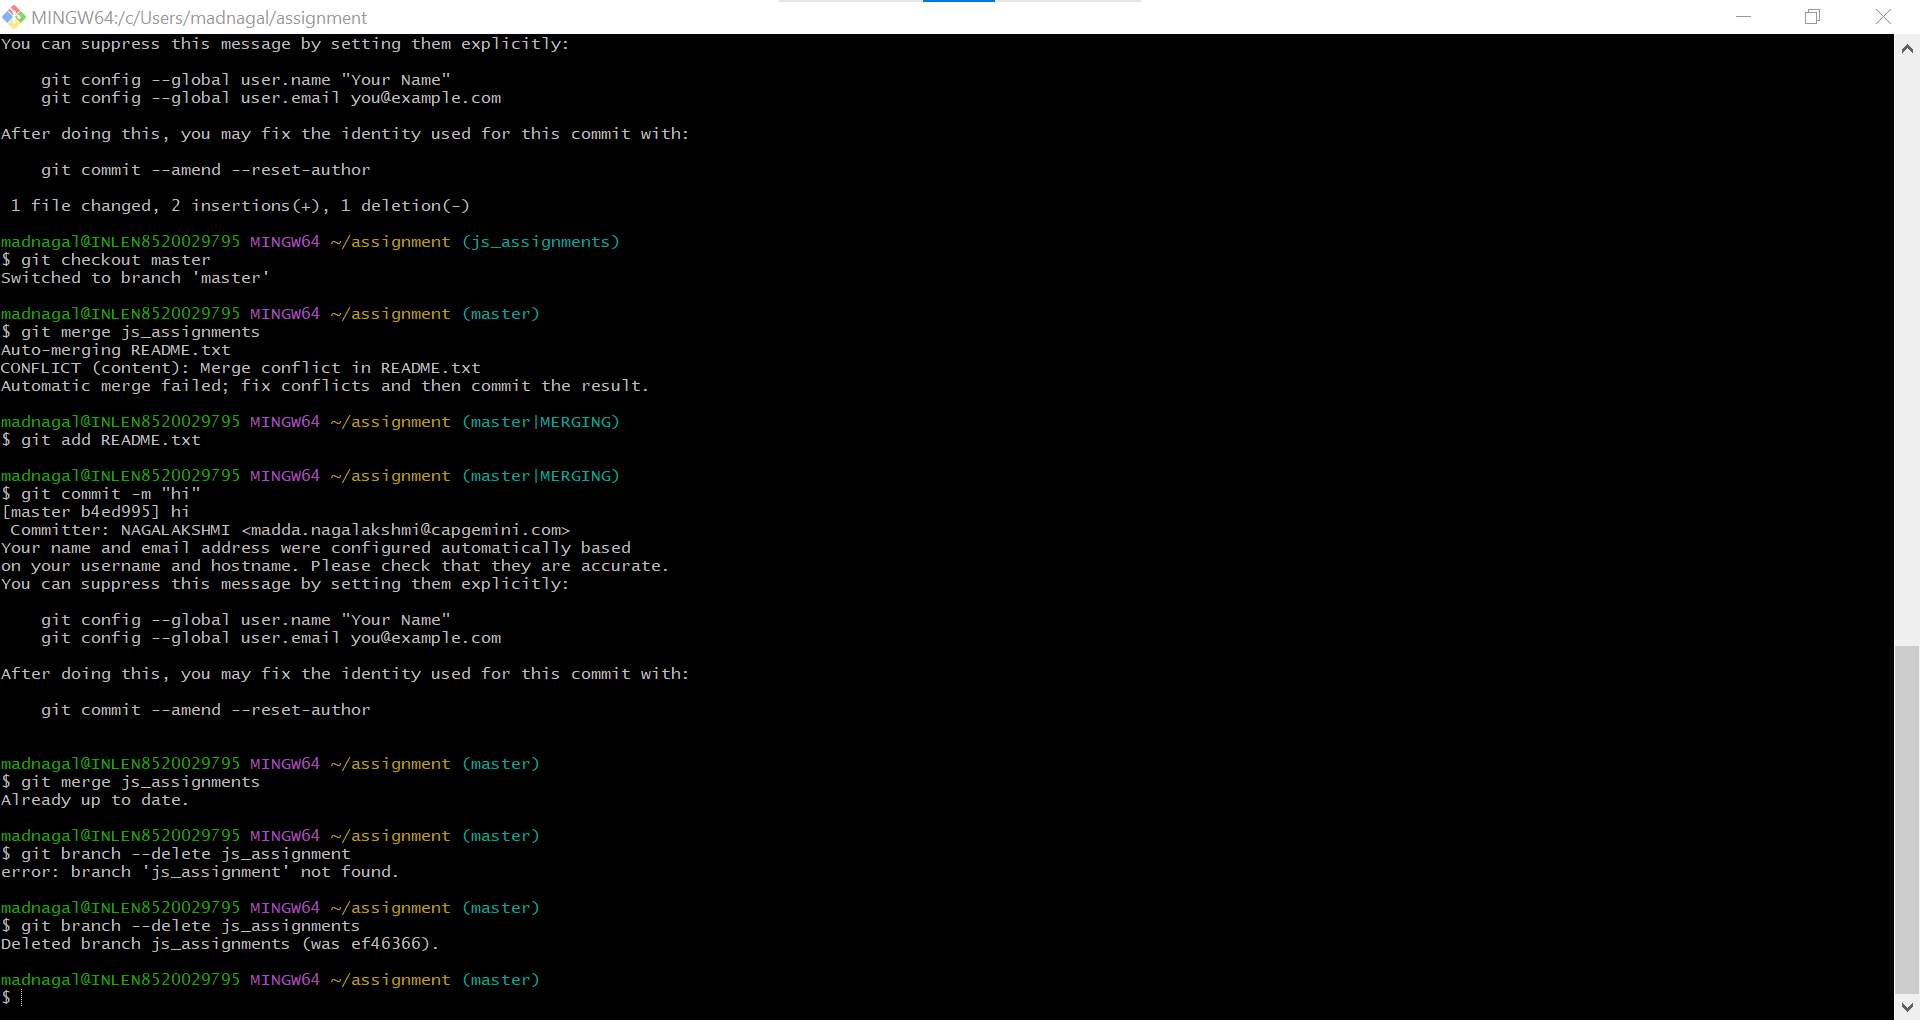 MINGW64:/c/Users/madnagal/assignment
You can suppress this message by setting them explicitly:
    git config --global user.name "Your Name"
    git config --global user.email you@example.com
After doing this, you may fix the identity used for this commit with:
    git commit --amend --reset-author
 1 file changed, 2 insertions(+), 1 deletion(-)
madnagal@INLEN8520029795 MINGW64 ~/assignment (js_assignments)
$ git checkout master
Switched to branch 'master'
madnagal@INLEN8520029795 MINGW64 ~/assignment (master)
$ git merge js_assignments
Auto-merging README.txt
CONFLICT (content): Merge conflict in README.txt
Automatic merge failed; fix conflicts and then commit the result.
madnagal@INLEN8520029795 MINGW64 ~/assignment (master|MERGING)
$ git add README.txt
madnagal@INLEN8520029795 MINGW64 ~/assignment (master|MERGING)
$ git commit -m "hi"
[master b4ed995] hi
 Committer: NAGALAKSHMI <madda.nagalakshmi@capgemini.com>
Your name and email address were configured automatically based
on your username and hostname. Please check that they are accurate.
You can suppress this message by setting them explicitly:
    git config --global user.name "Your Name"
    git config --global user.email you@example.com
After doing this, you may fix the identity used for this commit with:
    git commit --amend --reset-author
madnagal@INLEN8520029795 MINGW64 ~/assignment (master)
$ git merge js_assignments
Already up to date.
madnagal@INLEN8520029795 MINGW64 ~/assignment (master)
$ git branch --delete js_assignment
error: branch 'js_assignment' not found.
madnagal@INLEN8520029795 MINGW64 ~/assignment (master)
$ git branch --delete js_assignments
Deleted branch js_assignments (was ef46366).
madnagal@INLEN8520029795 MINGW64 ~/assignment (master)
$